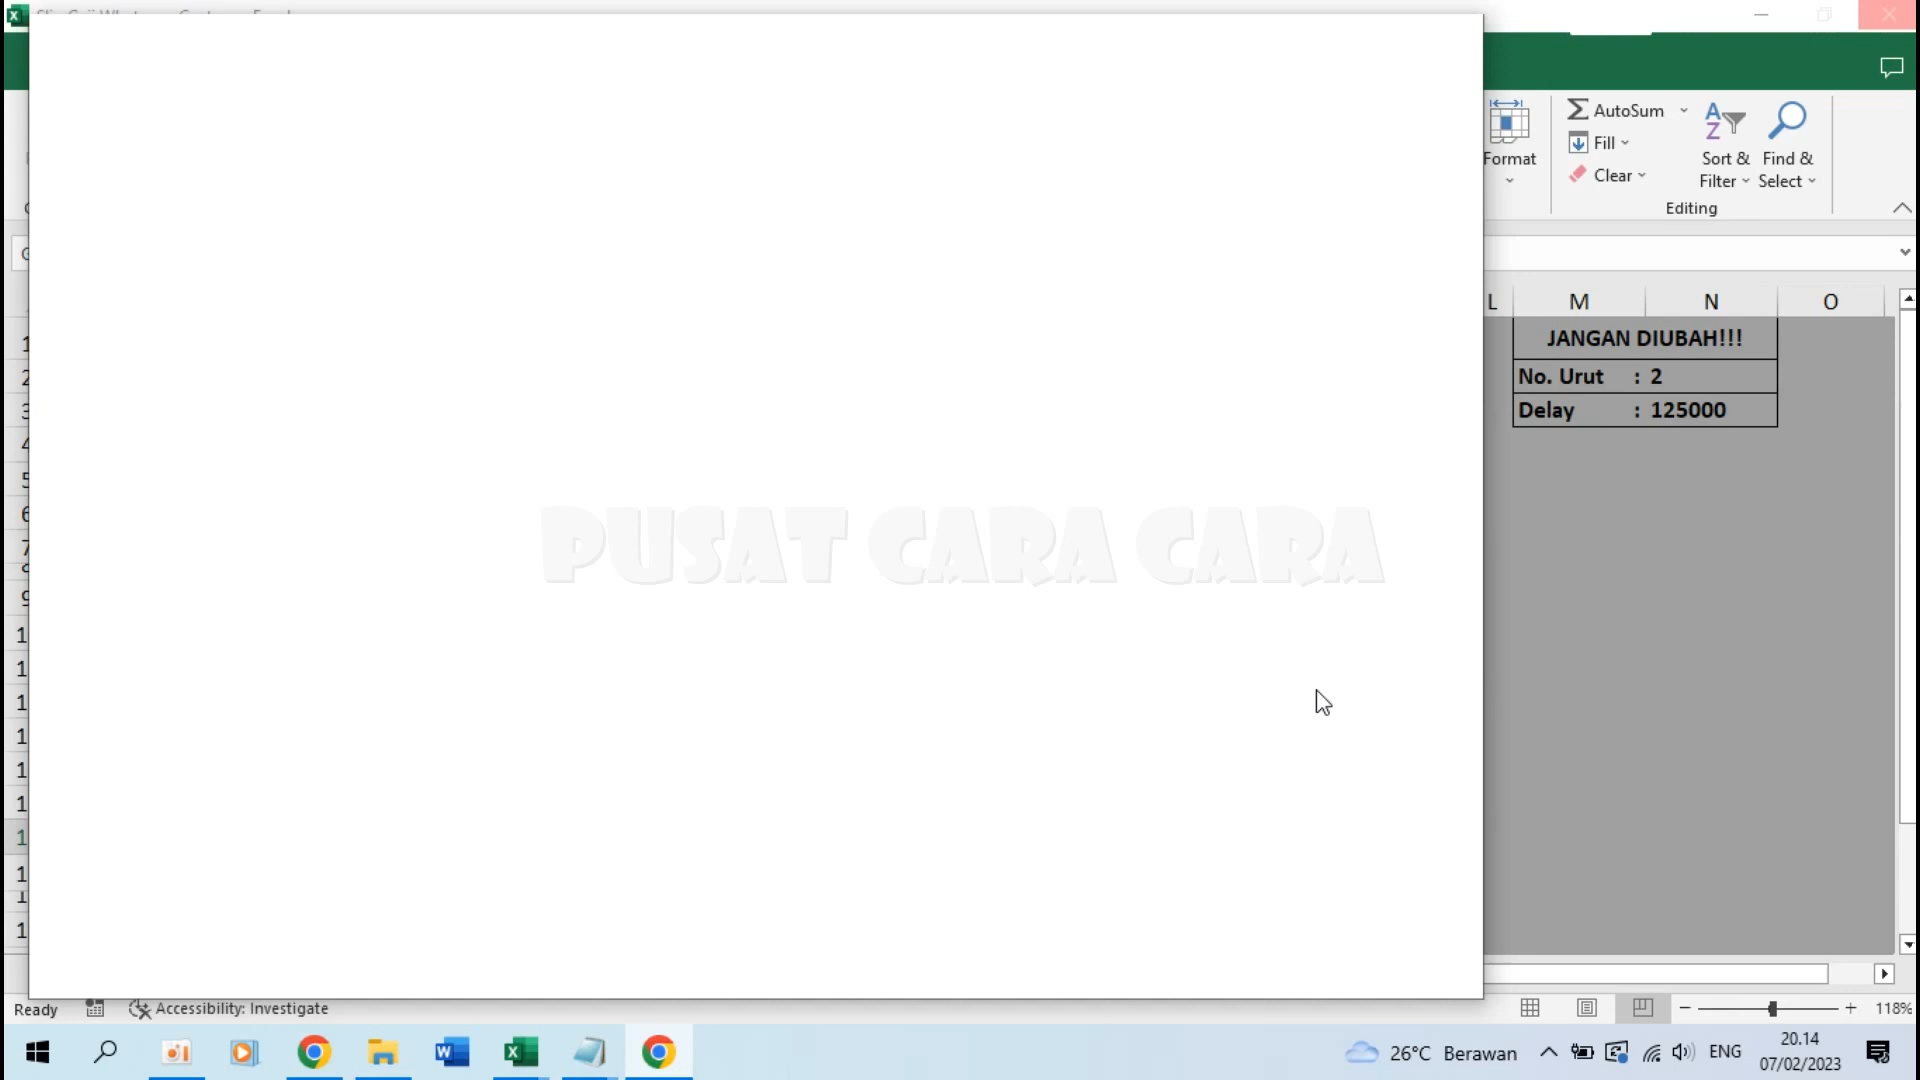 AutoSum
Fill
Clear
Format
Sort &
Filter
Find &
Select
Editing
L M N O
JANGAN DIUBAH!!!
No. Urut : 2
Delay : 125000
PUSAT CARA CARA
Ready
Accessibility: Investigate
118%
26°C Berawan
ENG
20.14
07/02/2023